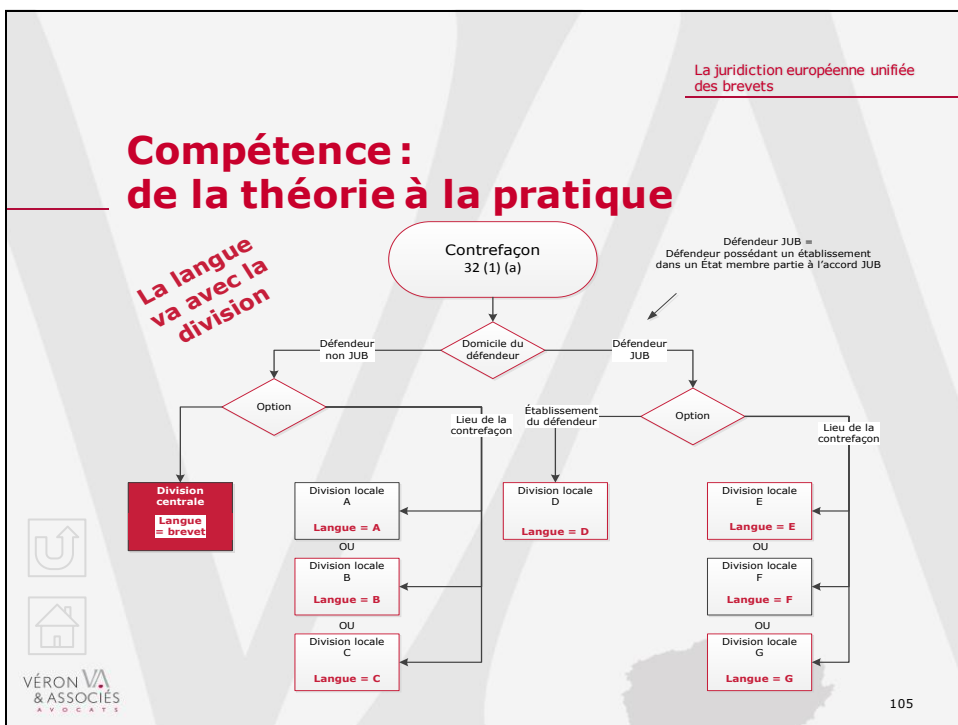 La juridiction européenne unifiée
des brevets
Compétence :
de la théorie à la pratique
La langue
va avec la
division
Contrefaçon
32 (1) (a)
Défendeur JUB =
Défendeur possédant un établissement
dans un État membre partie à l'accord JUB
Défendeur
non JUB
Domicile du
défendeur
Défendeur
JUB
Option
Lieu de la
contrefaçon
Établissement
du défendeur
Option
Lieu de la
contrefaçon
Division
centrale
Langue
= brevet
Division locale
A
Langue = A
OU
Division locale
B
Langue = B
OU
Division locale
C
Langue = C
Division locale
D
Langue = D
Division locale
E
Langue = E
OU
Division locale
F
Langue = F
OU
Division locale
G
Langue = G
VÉRON VA
& ASSOCIÉS
AVOCATS
105